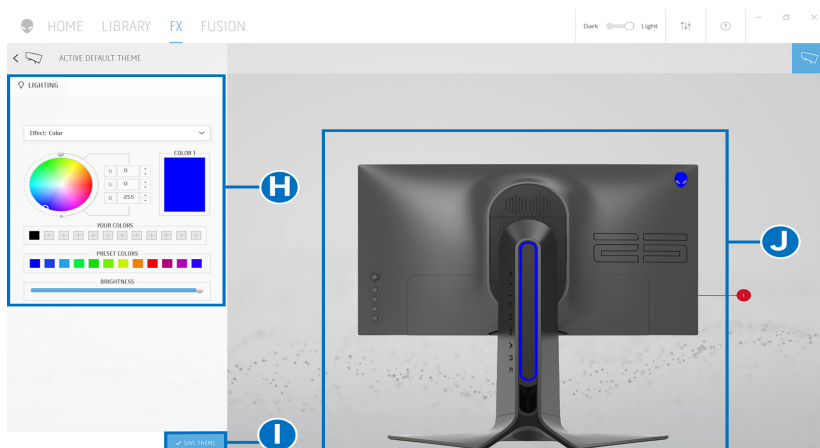 HOME LIBRARY FX FUSION
Dark Light
ACTIVE DEFAULT THEME
LIGHTING
Effect: Color
COLOR 1
R 0
G 0
B 255
YOUR COLORS
PRESET COLORS
BRIGHTNESS
SAVE THEME
H
I
J
1
25